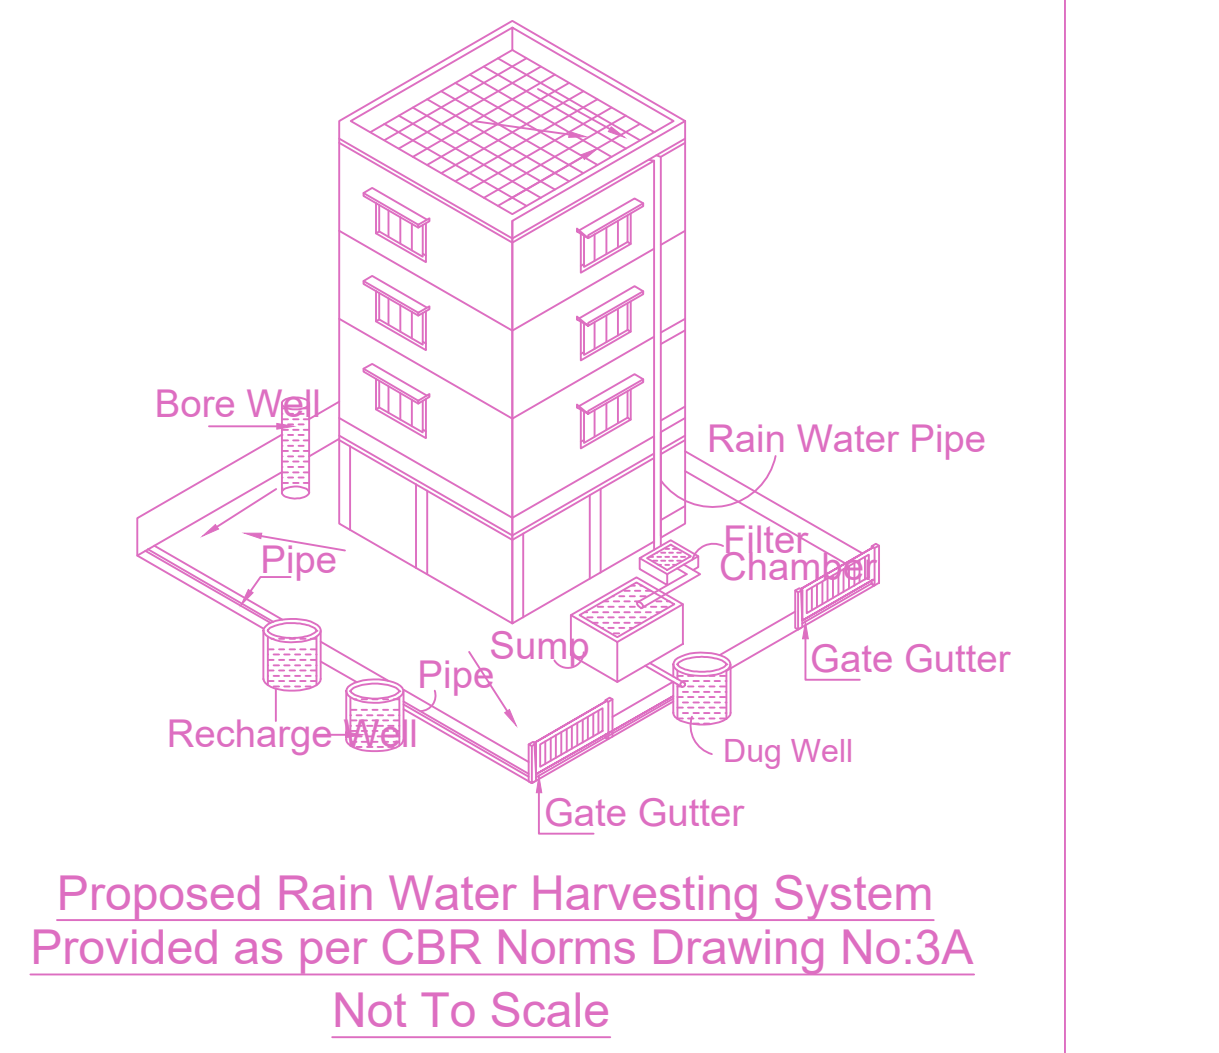 Bore Well
Rain Water Pipe
Filter
Chamber
Pipe
Sump
Gate Gutter
Pipe
Recharge Well
Dug Well
Gate Gutter
Proposed Rain Water Harvesting System
Provided as per CBR Norms Drawing No:3A
Not To Scale